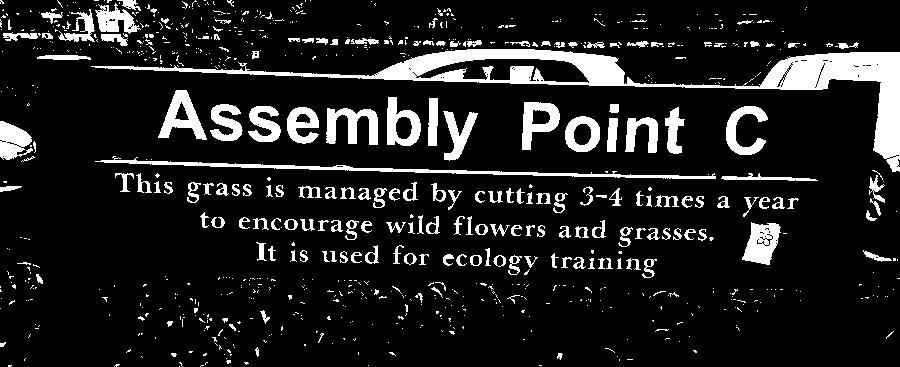 Assembly Point C
This grass is managed by cutting 3-4 times a year
to encourage wild flowers and grasses.
It is used for ecology training